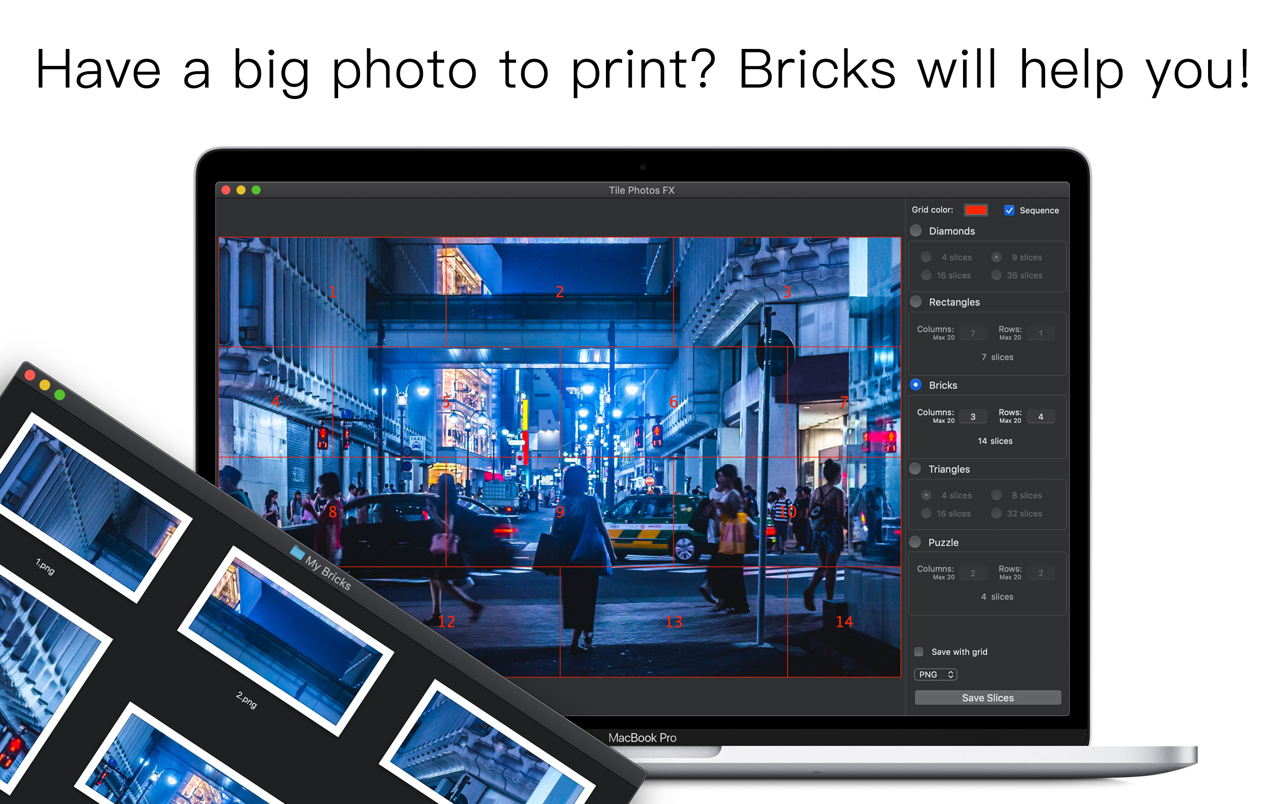 Have a big photo to print? Bricks will help you!
Tile Photos FX
Grid color:
Sequence
Diamonds
4 slices
9 slices
16 slices
36 slices
Rectangles
Columns:
Max 20
7
Rows:
Max 20
1
7 slices
Bricks
Columns:
Max 20
3
Rows:
Max 20
4
14 slices
Triangles
4 slices
8 slices
16 slices
32 slices
Puzzle
Columns:
Max 20
2
Rows:
Max 20
2
4 slices
Save with grid
PNG
Save Slices
1
2
3
4
5
6
7
8
9
10
12
13
14
MacBook Pro
My Bricks
1.png
2.png